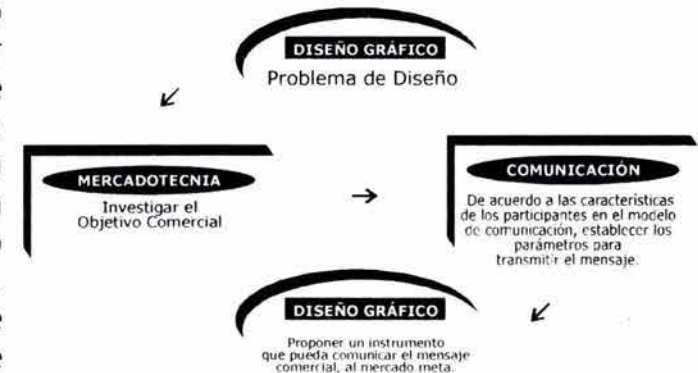 DISEÑO GRÁFICO
Problema de Diseño
MERCADOTECNIA
Investigar el
Objetivo Comercial
COMUNICACIÓN
De acuerdo a las características
de los participantes en el modelo
de comunicación, establecer los
parámetros para
transmitir el mensaje.
DISEÑO GRÁFICO
Proponer un instrumento
que pueda comunicar el mensaje
comercial, al mercado meta.